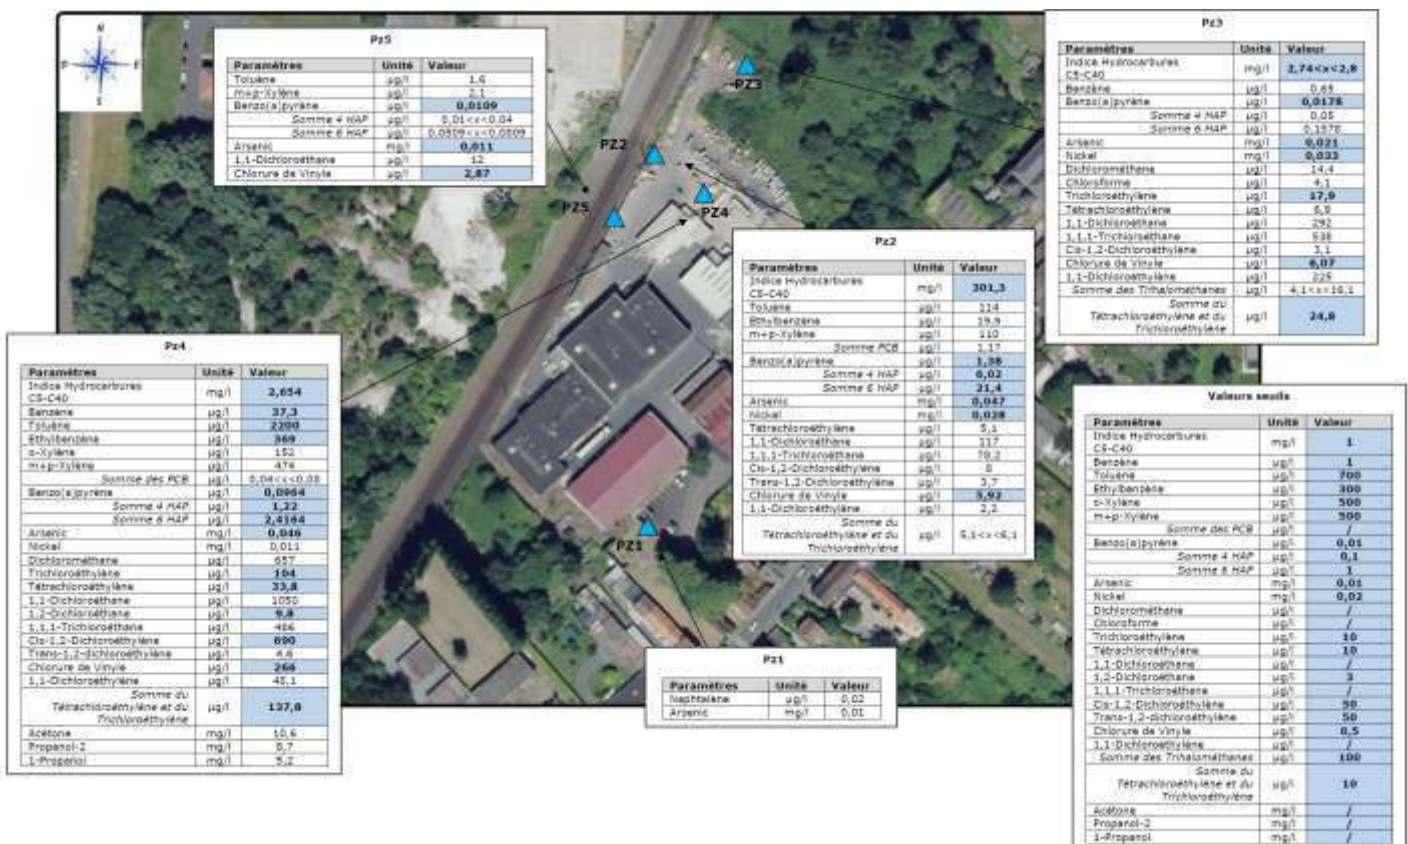 N
E
S
Pz5
Paramètres Unité Valeur
Toluène µg/l 1,6
m+p-Xylène µg/l 2,1
Benzo(a)pyrène µg/l 0,0109
Somme 4 HAP µg/l 0,01<x<0,04
Somme 6 HAP µg/l
Arsenic mg/l 0,011
1,1-Dichloroéthane µg/l 12
Chlorure de Vinyle µg/l 2,87
Pz3
Paramètres Unité Valeur
Indice Hydrocarbures
C5-C40 mg/l 2,74<x<2,8
Benzène µg/l 0,65
Benzo(a)pyrène µg/l 0,0178
Somme 4 HAP µg/l 0,05
Somme 6 HAP µg/l 0,1578
Arsenic mg/l 0,021
Nickel mg/l 0,033
Dichlorométhane µg/l 14,4
Chloroforme µg/l 4,1
Trichloroéthylène µg/l 17,9
Tétrachloroéthylène µg/l 6,9
1,1-Dichloroéthane µg/l 292
1,1,1-Trichloroéthane µg/l 538
Cis-1,2-Dichloroéthylène µg/l 3,1
Chlorure de Vinyle µg/l 6,07
1,1-Dichloroéthylène µg/l 225
Somme des Trihalométhanes µg/l 4,1<x<16,1
Somme du
Tétrachloroéthylène et du µg/l 24,8
Trichloroéthylène
PZ3
PZ2
PZ5
PZ4
PZ1
Pz2
Paramètres Unité Valeur
Indice Hydrocarbures
C5-C40 mg/l 301,3
Toluène µg/l 114
Ethylbenzène µg/l 19,9
m+p-Xylène µg/l 110
Somme PCB µg/l 1,17
Benzo(a)pyrène µg/l 1,38
Somme 4 HAP µg/l 6,02
Somme 6 HAP µg/l 21,4
Arsenic mg/l 0,047
Nickel mg/l 0,028
Tétrachloroéthylène µg/l 5,1
1,1-Dichloroéthane µg/l 117
1,1,1-Trichloroéthane µg/l 78,2
Cis-1,2-Dichloroéthylène µg/l 8
Trans-1,2-Dichloroéthylène µg/l 3,7
Chlorure de Vinyle µg/l 5,92
1,1-Dichloroéthylène µg/l 2,2
Somme du
Tétrachloroéthylène et du µg/l 5,1<x<6,1
Trichloroéthylène
Pz4
Paramètres Unité Valeur
Indice Hydrocarbures
C5-C40 mg/l 2,654
Benzène µg/l 37,3
Toluène µg/l 2200
Ethylbenzène µg/l 369
o-Xylène µg/l 152
m+p-Xylène µg/l 474
Somme des PCB µg/l 0,04<x<0,08
Benzo(a)pyrène µg/l 0,0964
Somme 4 HAP µg/l 1,22
Somme 6 HAP µg/l 2,4164
Arsenic mg/l 0,046
Nickel mg/l 0,011
Dichlorométhane µg/l 657
Trichloroéthylène µg/l 104
Tétrachloroéthylène µg/l 33,8
1,1-Dichloroéthane µg/l 1050
1,2-Dichloroéthane µg/l 9,8
1,1,1-Trichloroéthane µg/l 486
Cis-1,2-Dichloroéthylène µg/l 690
Trans-1,2-dichloroéthylène µg/l 4,6
Chlorure de Vinyle µg/l 266
1,1-Dichloroéthylène µg/l 45,1
Somme du
Tétrachloroéthylène et du µg/l 137,8
Trichloroéthylène
Acétone mg/l 10,6
Propanol-2 mg/l 8,7
1-Propanol mg/l 5,2
Pz1
Paramètres Unité Valeur
Naphtalène µg/l 0,02
Arsenic mg/l 0,01
Valeurs seuils
Paramètres Unité Valeur
Indice Hydrocarbures
C5-C40 mg/l 1
Benzène µg/l 1
Toluène µg/l 700
Ethylbenzène µg/l 300
o-Xylène µg/l 500
m+p-Xylène µg/l 500
Somme des PCB µg/l /
Benzo(a)pyrène µg/l 0,01
Somme 4 HAP µg/l 0,1
Somme 6 HAP µg/l 1
Arsenic mg/l 0,01
Nickel mg/l 0,02
Dichlorométhane µg/l /
Chloroforme µg/l /
Trichloroéthylène µg/l 10
Tétrachloroéthylène µg/l 10
1,1-Dichloroéthane µg/l /
1,2-Dichloroéthane µg/l 3
1,1,1-Trichloroéthane µg/l /
Cis-1,2-Dichloroéthylène µg/l 50
Trans-1,2-dichloroéthylène µg/l 50
Chlorure de Vinyle µg/l 0,5
1,1-Dichloroéthylène µg/l /
Somme des Trihalométhanes µg/l 100
Somme du
Tétrachloroéthylène et du µg/l 10
Trichloroéthylène
Acétone mg/l /
Propanol-2 mg/l /
1-Propanol mg/l /